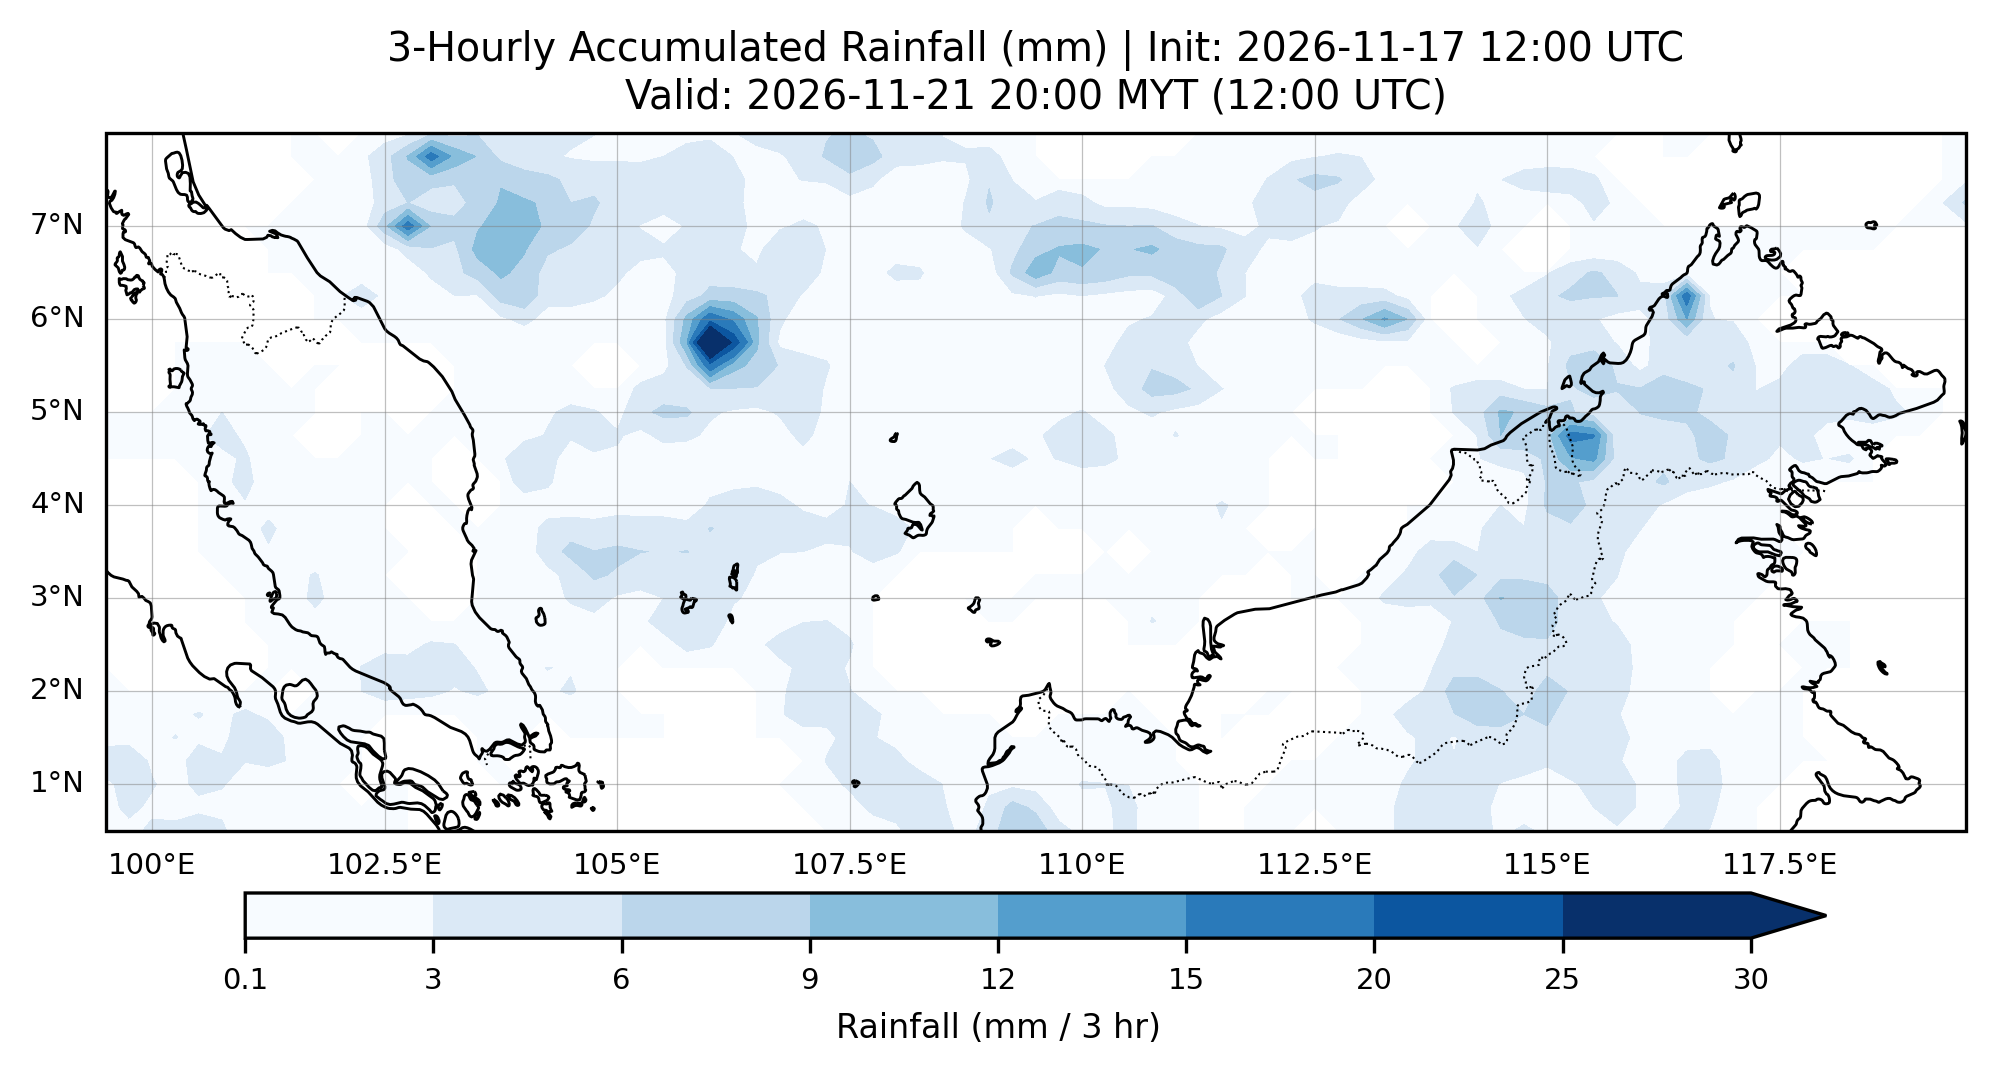 3-Hourly Accumulated Rainfall (mm) | Init: 2026-11-17 12:00 UTC
Valid: 2026-11-21 20:00 MYT (12:00 UTC)
7°N
6°N
5°N
4°N
3°N
2°N
1°N
100°E 102.5°E 105°E 107.5°E 110°E 112.5°E 115°E 117.5°E
0.1 3 6 9 12 15 20 25 30
Rainfall (mm / 3 hr)